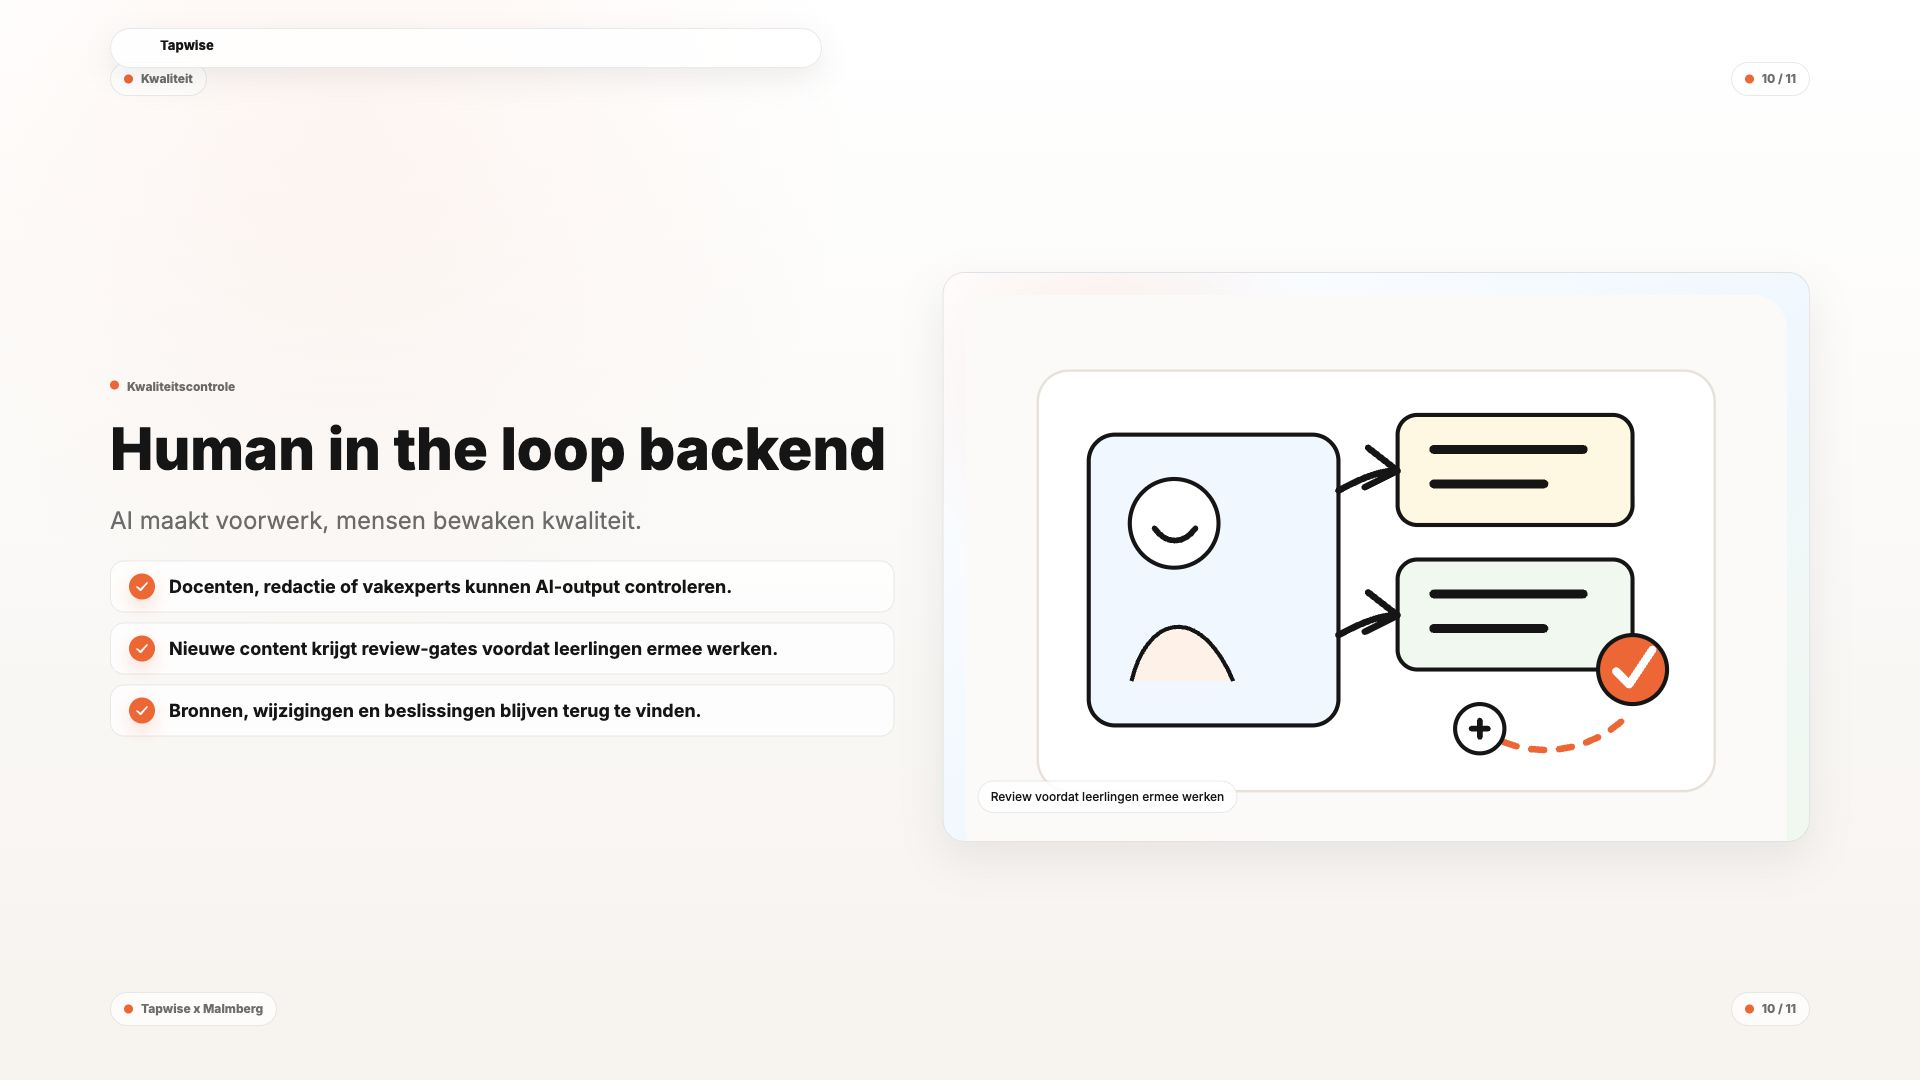 Tapwise
Kwaliteit
10 / 11
Kwaliteitscontrole
Human in the loop backend
AI maakt voorwerk, mensen bewaken kwaliteit.
Docenten, redactie of vakexperts kunnen AI-output controleren.
Nieuwe content krijgt review-gates voordat leerlingen ermee werken.
Bronnen, wijzigingen en beslissingen blijven terug te vinden.
Review voordat leerlingen ermee werken
Tapwise x Malmberg
10 / 11